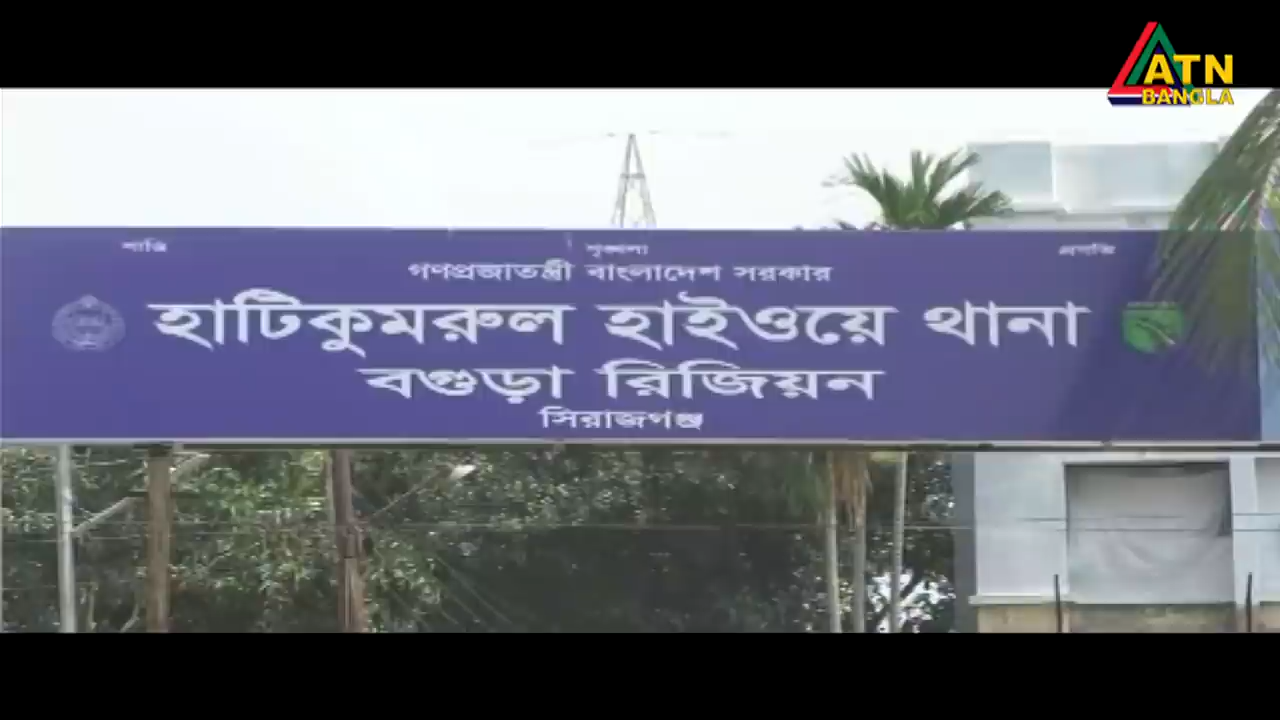 ATN
BANGLA
শান্তি শৃঙ্খলা প্রগতি
গণপ্রজাতন্ত্রী বাংলাদেশ সরকার
হাটিকুমরুল হাইওয়ে থানা
বগুড়া রিজিয়ন
সিরাজগঞ্জ